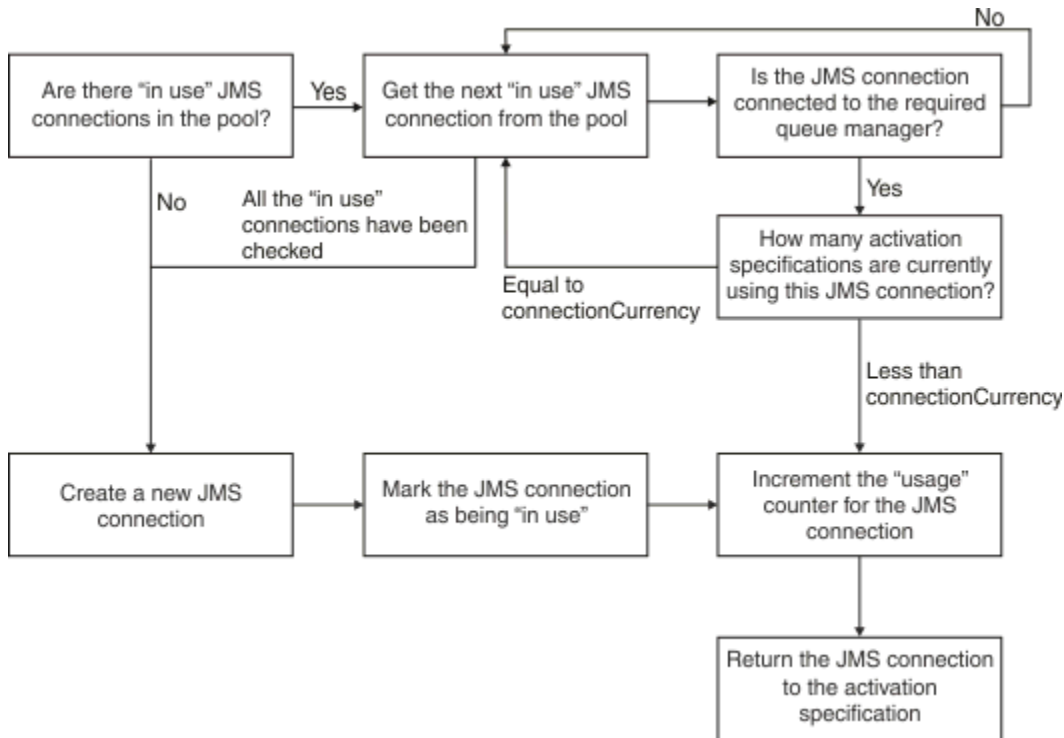 No
Are there “in use” JMS
connections in the pool?
Yes
Get the next “in use” JMS
connection from the pool
Is the JMS connection
connected to the required
queue manager?
No
All the “in use”
connections have been
checked
Yes
How many activation
specifications are currently
using this JMS connection?
Equal to
connectionCurrency
Less than
connectionCurrency
Create a new JMS
connection
Mark the JMS connection
as being “in use”
Increment the “usage”
counter for the JMS
connection
Return the JMS connection
to the activation
specification